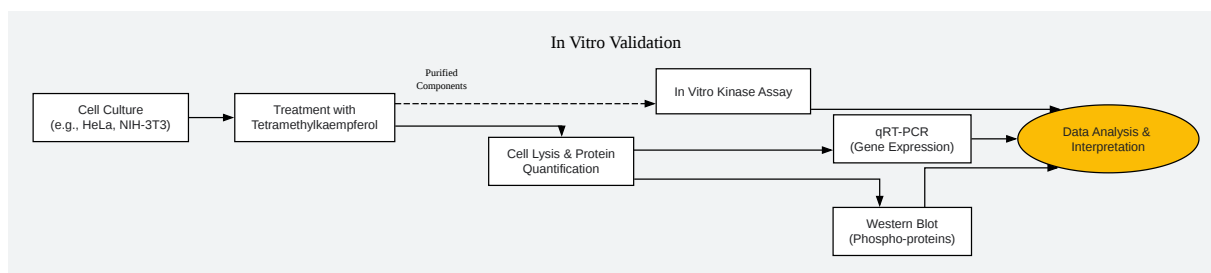 In Vitro Validation
Purified
Components
Cell Culture
(e.g., HeLa, NIH-3T3)
Treatment with
Tetramethylkaempferol
In Vitro Kinase Assay
Cell Lysis & Protein
Quantification
qRT-PCR
(Gene Expression)
Western Blot
(Phospho-proteins)
Data Analysis &
Interpretation